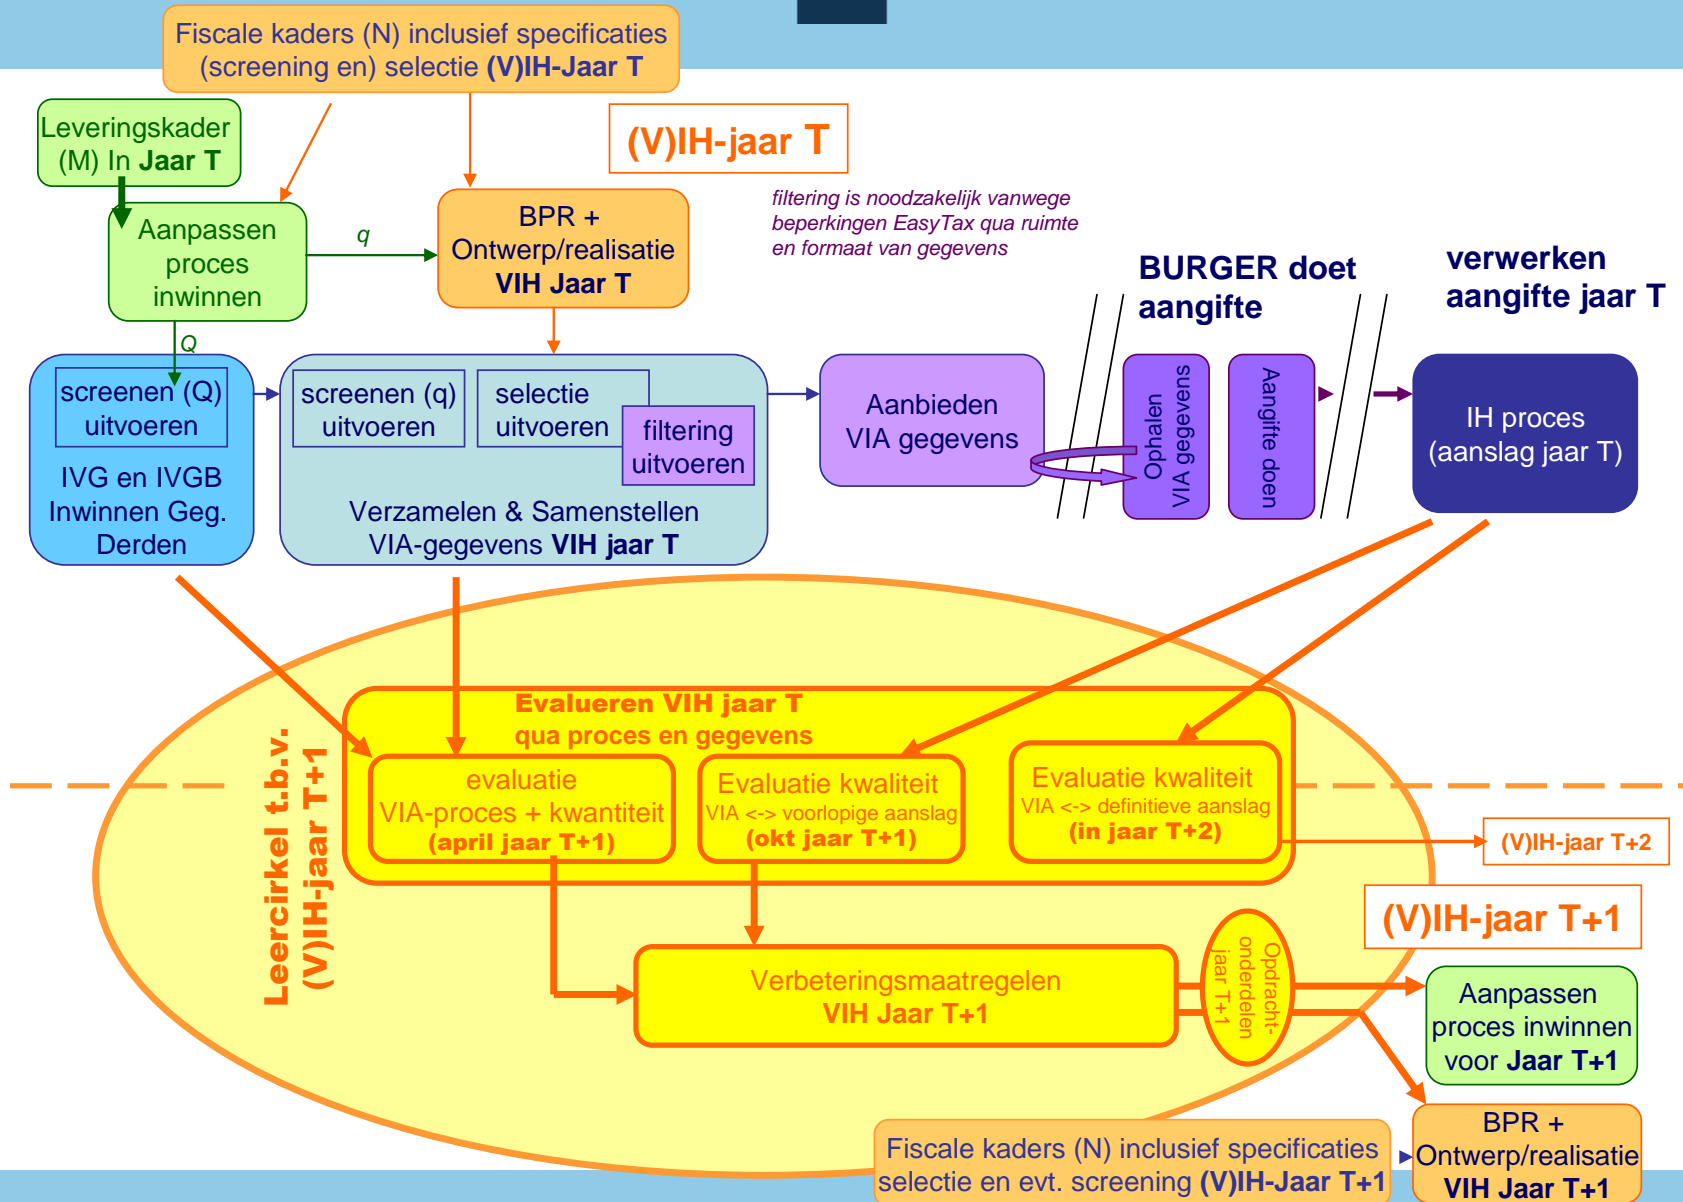 Fiscale kaders (N) inclusief specificaties
(screening en) selectie (V)IH-Jaar T
Leveringskader
(M) In Jaar T
(V)IH-jaar T
Aanpassen
proces
inwinnen
q
BPR +
Ontwerp/realisatie
VIH Jaar T
filtering is noodzakelijk vanwege
beperkingen EasyTax qua ruimte
en formaat van gegevens
BURGER doet
aangifte
verwerken
aangifte jaar T
Q
screenen (Q)
uitvoeren
IVG en IVGB
Inwinnen Geg.
Derden
screenen (q)
uitvoeren
selectie
uitvoeren
filtering
uitvoeren
Verzamelen & Samenstellen
VIA-gegevens VIH jaar T
Aanbieden
VIA gegevens
Ophalen
VIA gegevens
Aangifte doen
IH proces
(aanslag jaar T)
Leercirkel t.b.v.
(V)IH-jaar T+1
Evalueren VIH jaar T
qua proces en gegevens
evaluatie
VIA-proces + kwantiteit
(april jaar T+1)
Evaluatie kwaliteit
VIA <-> voorlopige aanslag
(okt jaar T+1)
Evaluatie kwaliteit
VIA <-> definitieve aanslag
(in jaar T+2)
(V)IH-jaar T+2
(V)IH-jaar T+1
Verbeteringsmaatregelen
VIH Jaar T+1
Opdracht-
onderdelen
jaar T+1
Aanpassen
proces inwinnen
voor Jaar T+1
Fiscale kaders (N) inclusief specificaties
selectie en evt. screening (V)IH-Jaar T+1
BPR +
Ontwerp/realisatie
VIH Jaar T+1